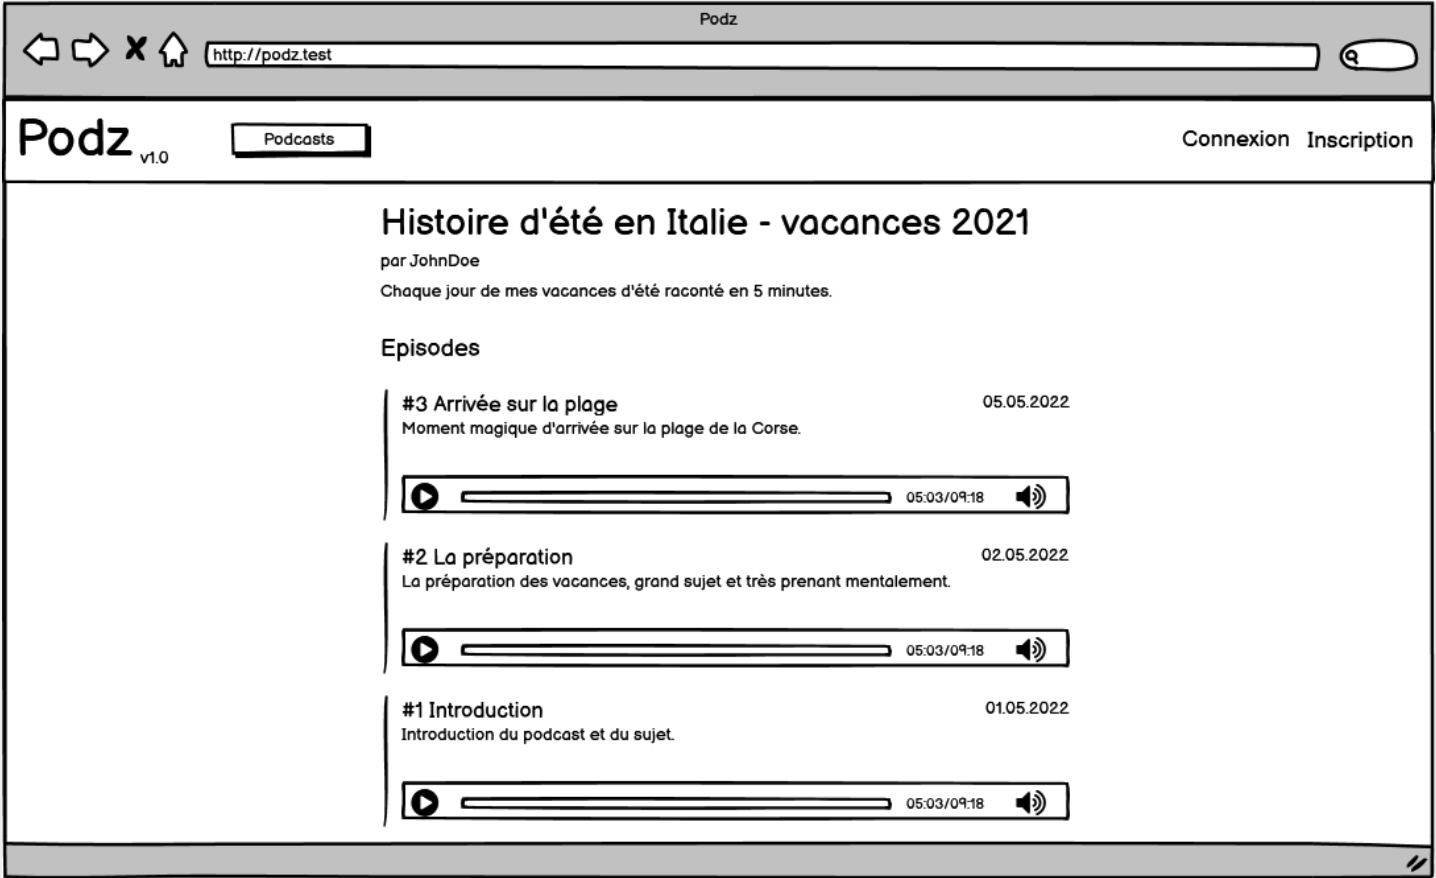 Podz
http://podz.test
Podz v1.0
Podcasts
Connexion Inscription
Histoire d'été en Italie - vacances 2021
par JohnDoe
Chaque jour de mes vacances d'été raconté en 5 minutes.
Episodes
#3 Arrivée sur la plage 05.05.2022
Moment magique d'arrivée sur la plage de la Corse.
05:03/09:18
#2 La préparation 02.05.2022
La préparation des vacances, grand sujet et très prenant mentalement.
05:03/09:18
#1 Introduction 01.05.2022
Introduction du podcast et du sujet.
05:03/09:18